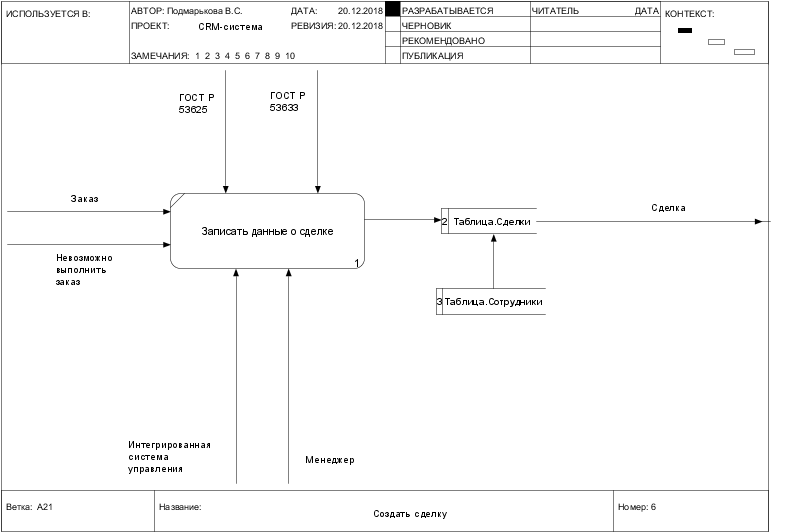 ИСПОЛЬЗУЕТСЯ В:
АВТОР: Подмарькова В.С.
ДАТА: 20.12.2018
РАЗРАБАТЫВАЕТСЯ
ЧИТАТЕЛЬ
ДАТА
КОНТЕКСТ:
ПРОЕКТ: CRM-система
РЕВИЗИЯ: 20.12.2018
ЧЕРНОВИК
РЕКОМЕНДОВАНО
ЗАМЕЧАНИЯ: 1 2 3 4 5 6 7 8 9 10
ПУБЛИКАЦИЯ
ГОСТ Р
53625
ГОСТ Р
53633
Заказ
Невозможно
выполнить
заказ
Записать данные о сделке
1
2 Таблица.Сделки
Сделка
3 Таблица.Сотрудники
Интегрированная
система
управления
Менеджер
Ветка: A21
Название:
Создать сделку
Номер: 6